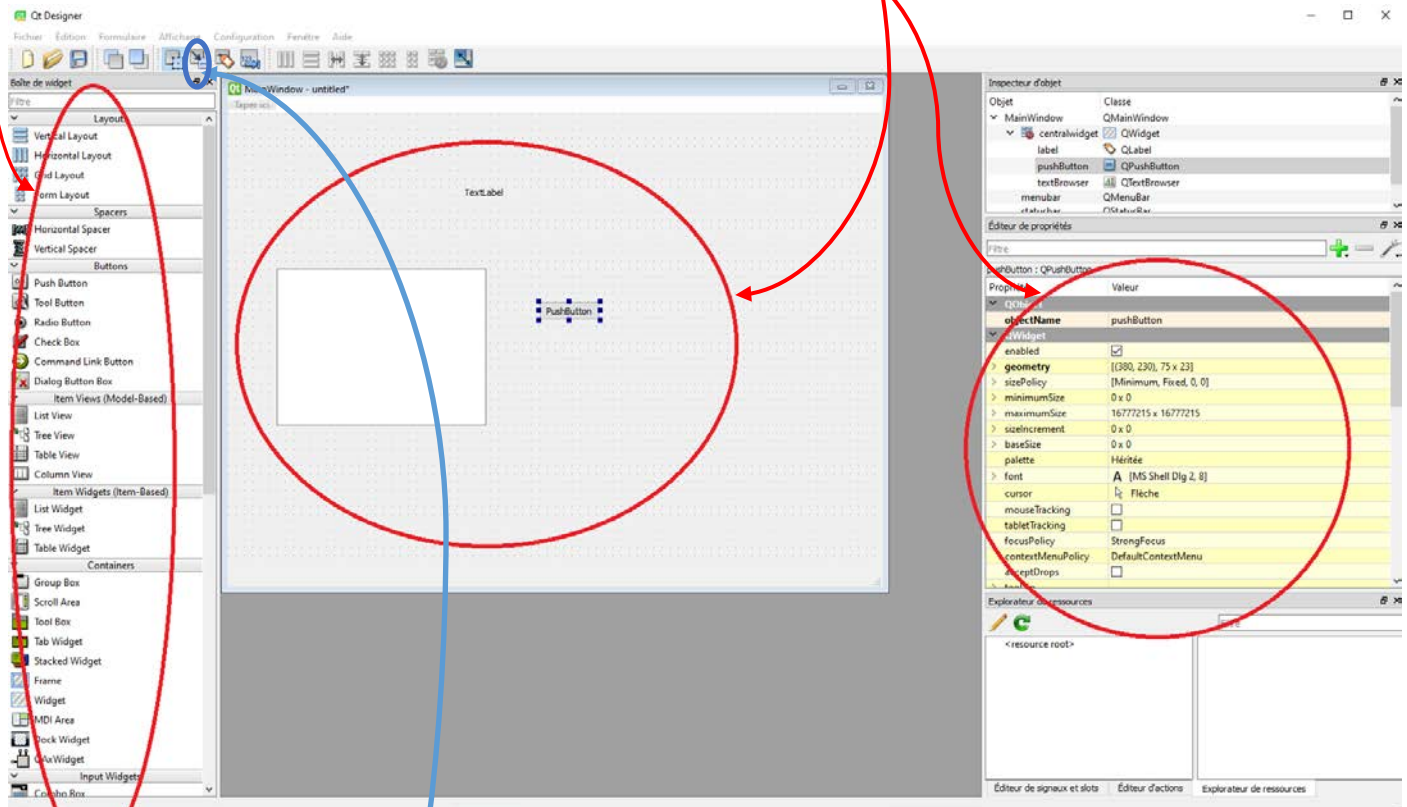 Qt Designer
Fichier Édition Formulaire Affichage Configuration Fenêtre Aide
Boîte de widget
Filtre
Layouts
Vertical Layout
Horizontal Layout
Grid Layout
Form Layout
Spacers
Horizontal Spacer
Vertical Spacer
Buttons
Push Button
Tool Button
Radio Button
Check Box
Command Link Button
Dialog Button Box
Item Views (Model-Based)
List View
Tree View
Table View
Column View
Item Widgets (Item-Based)
List Widget
Tree Widget
Table Widget
Containers
Group Box
Scroll Area
Tool Box
Tab Widget
Stacked Widget
Frame
Widget
MDI Area
Dock Widget
QAxWidget
Input Widgets
Combo Box
MainWindow - untitled*
Taper ici
TextLabel
PushButton
Inspecteur d'objet
Objet Classe
MainWindow QMainWindow
centralwidget QWidget
label QLabel
pushButton QPushButton
textBrowser QTextBrowser
menubar QMenuBar
statusbar QStatusBar
Éditeur de propriétés
Filtre
pushButton : QPushButton
Propriété Valeur
QObject
objectName pushButton
QWidget
enabled
geometry [(380, 230), 75 x 23]
sizePolicy [Minimum, Fixed, 0, 0]
minimumSize 0 x 0
maximumSize 16777215 x 16777215
sizeIncrement 0 x 0
baseSize 0 x 0
palette Héritée
font A [MS Shell Dlg 2, 8]
cursor Flèche
mouseTracking
tabletTracking
focusPolicy StrongFocus
contextMenuPolicy DefaultContextMenu
acceptDrops
Explorateur de ressources
Filtre
<resource root>
Éditeur de signaux et slots Éditeur d'actions Explorateur de ressources